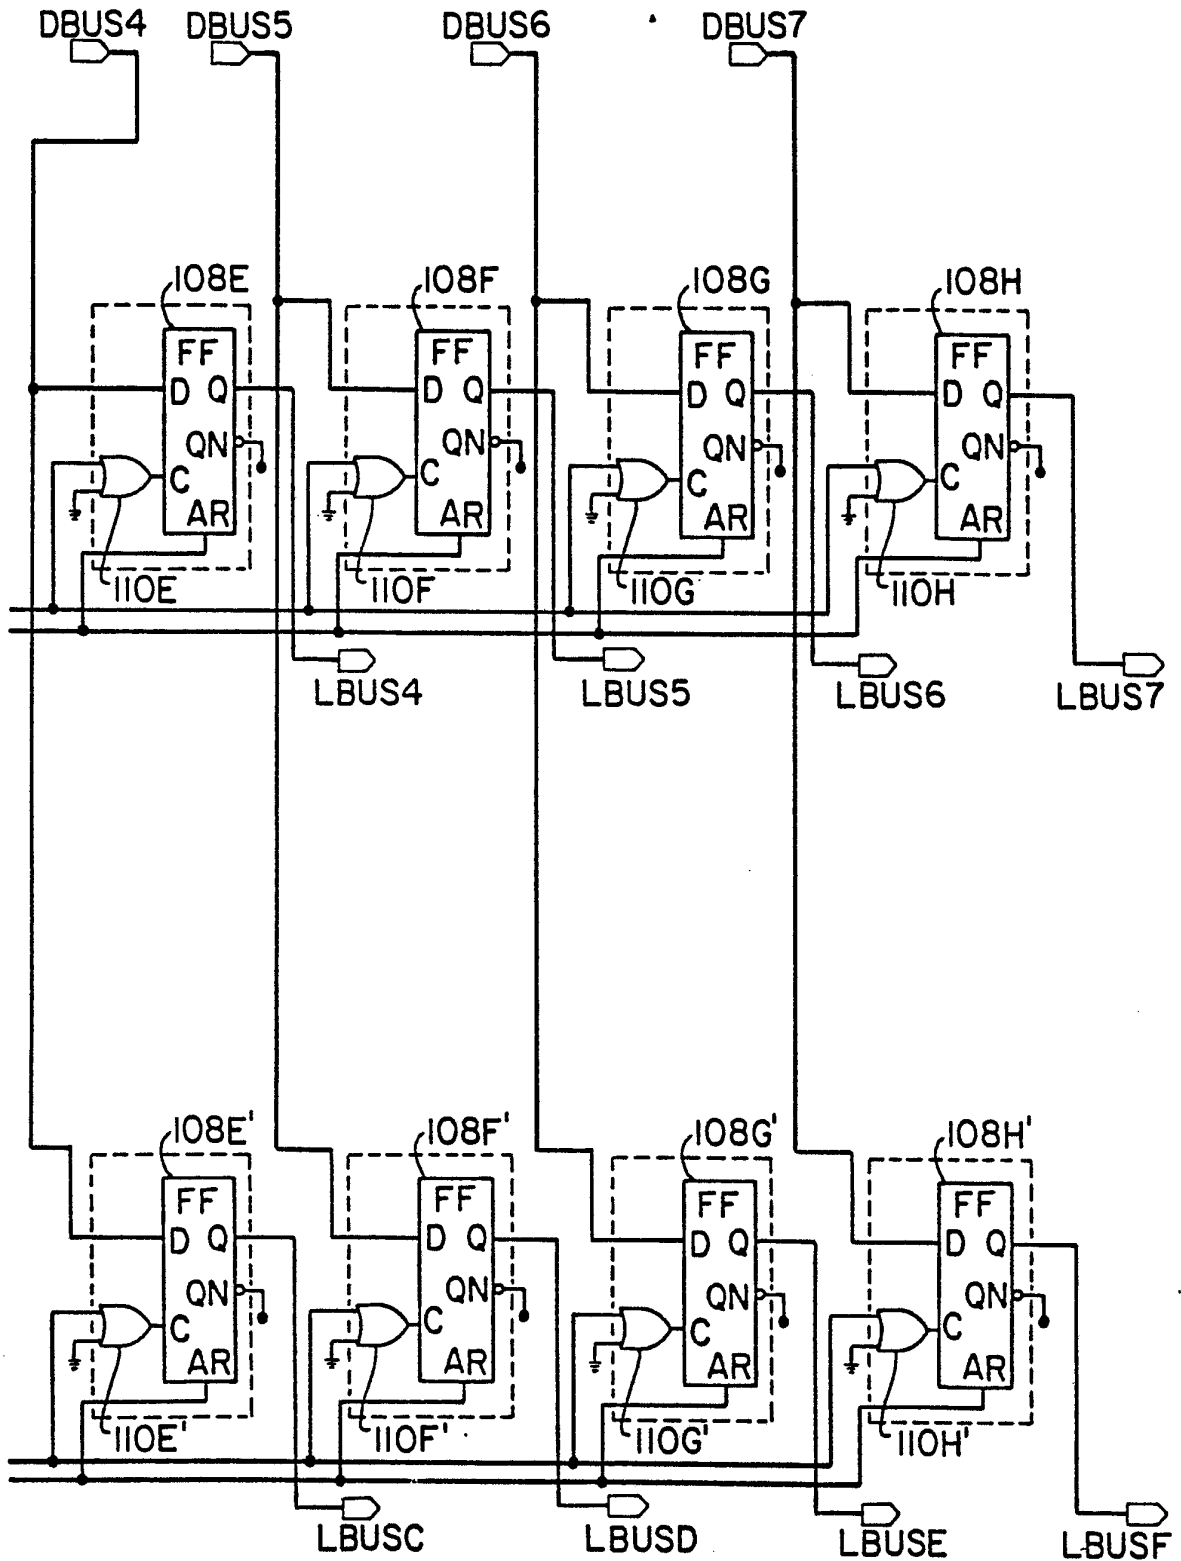 DBUS4 DBUS5 DBUS6 DBUS7
108E 108F 108G 108H
FF FF FF FF
D Q D Q D Q D Q
QN QN QN QN
C C C C
AR AR AR AR
110E 110F 110G 110H
LBUS4 LBUS5 LBUS6 LBUS7
108E' 108F' 108G' 108H'
FF FF FF FF
D Q D Q D Q D Q
QN QN QN QN
C C C C
AR AR AR AR
110E' 110F' 110G' 110H'
LBUSC LBUSD LBUSE LBUSF